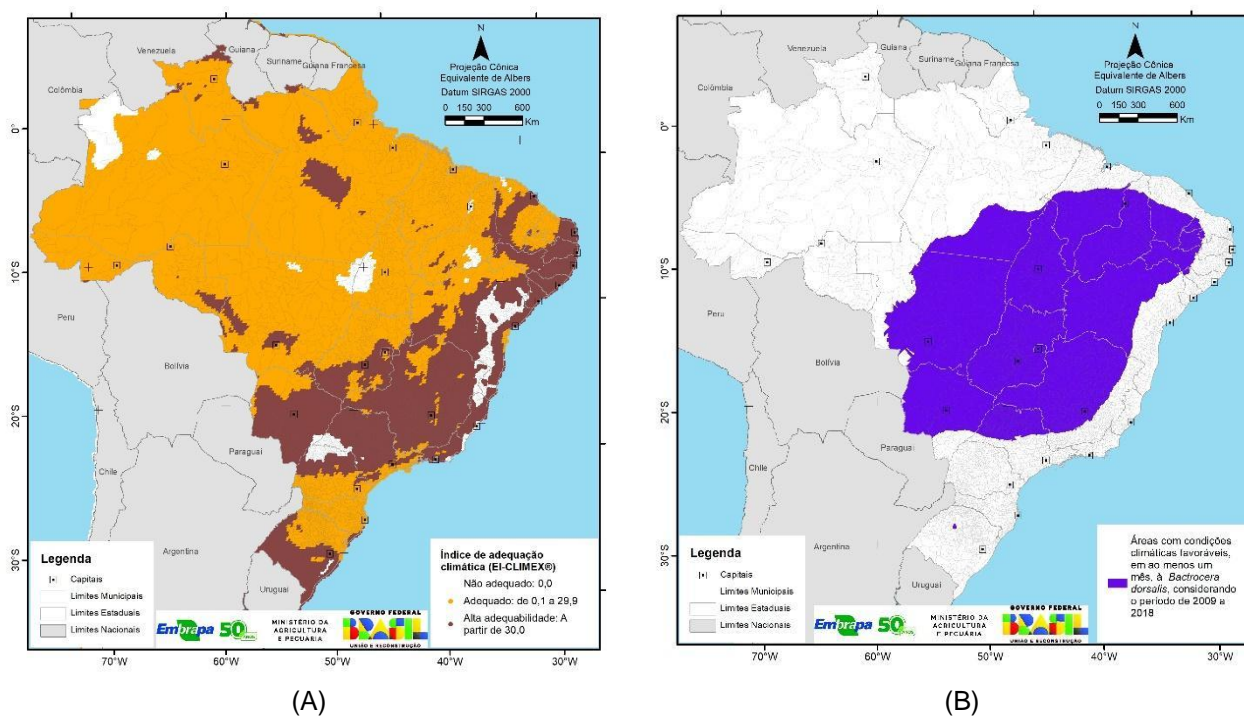 N
Projeção Cônica
Equivalente de Albers
Datum SIRGAS 2000
0 150 300 600
Km
Venezuela
Guiana
Suriname
Guiana Francesa
Colômbia
Peru
Bolívia
Paraguai
Chile
Argentina
Uruguai
0°
10°S
20°S
30°S
Legenda
Capitais
Limites Municipais
Limites Estaduais
Limites Nacionais
Índice de adequação
climática (EI-CLIMEX®)
Não adequado: 0,0
Adequado: de 0,1 a 29,9
Alta adequabilidade: A
partir de 30,0
Embrapa 50
MINISTÉRIO DA
AGRICULTURA
E PECUÁRIA
GOVERNO FEDERAL
BRASIL
UNIÃO E RECONSTRUÇÃO
70°W 60°W 50°W 40°W 30°W
(A)
N
Projeção Cônica
Equivalente de Albers
Datum SIRGAS 2000
0 150 300 600
Km
Venezuela
Guiana
Suriname
Guiana Francesa
Colômbia
Peru
Bolívia
Paraguai
Chile
Argentina
Uruguai
0°
10°S
20°S
30°S
Legenda
Capitais
Limites Municipais
Limites Estaduais
Limites Nacionais
Áreas com condições
climáticas favoráveis,
em ao menos um
mês, à Bactrocera
dorsalis, considerando
o período de 2009 a
2018
Embrapa 50
MINISTÉRIO DA
AGRICULTURA
E PECUÁRIA
GOVERNO FEDERAL
BRASIL
UNIÃO E RECONSTRUÇÃO
70°W 60°W 50°W 40°W 30°W
(B)